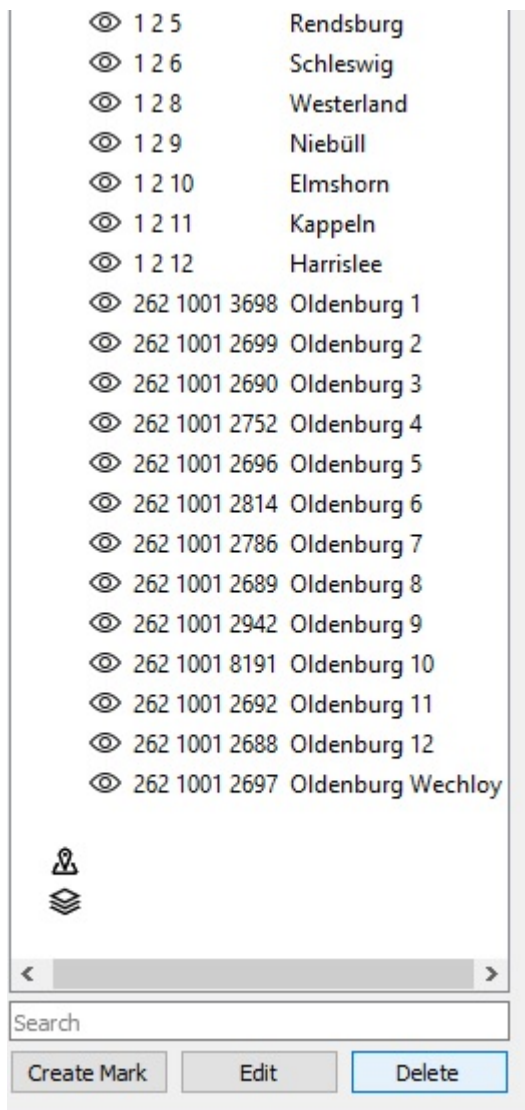 1 2 5 Rendsburg
1 2 6 Schleswig
1 2 8 Westerland
1 2 9 Niebüll
1 2 10 Elmshorn
1 2 11 Kappeln
1 2 12 Harrislee
262 1001 3698 Oldenburg 1
262 1001 2699 Oldenburg 2
262 1001 2690 Oldenburg 3
262 1001 2752 Oldenburg 4
262 1001 2696 Oldenburg 5
262 1001 2814 Oldenburg 6
262 1001 2786 Oldenburg 7
262 1001 2689 Oldenburg 8
262 1001 2942 Oldenburg 9
262 1001 8191 Oldenburg 10
262 1001 2692 Oldenburg 11
262 1001 2688 Oldenburg 12
262 1001 2697 Oldenburg Wechloy
Search
Create Mark Edit Delete